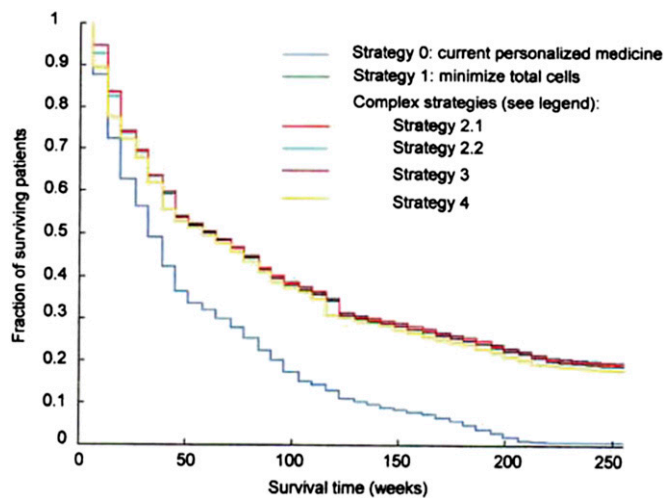 Fraction of surviving patients
1
0.9
0.8
0.7
0.6
0.5
0.4
0.3
0.2
0.1
0
Strategy 0: current personalized medicine
Strategy 1: minimize total cells
Complex strategies (see legend):
Strategy 2.1
Strategy 2.2
Strategy 3
Strategy 4
0 50 100 150 200 250
Survival time (weeks)